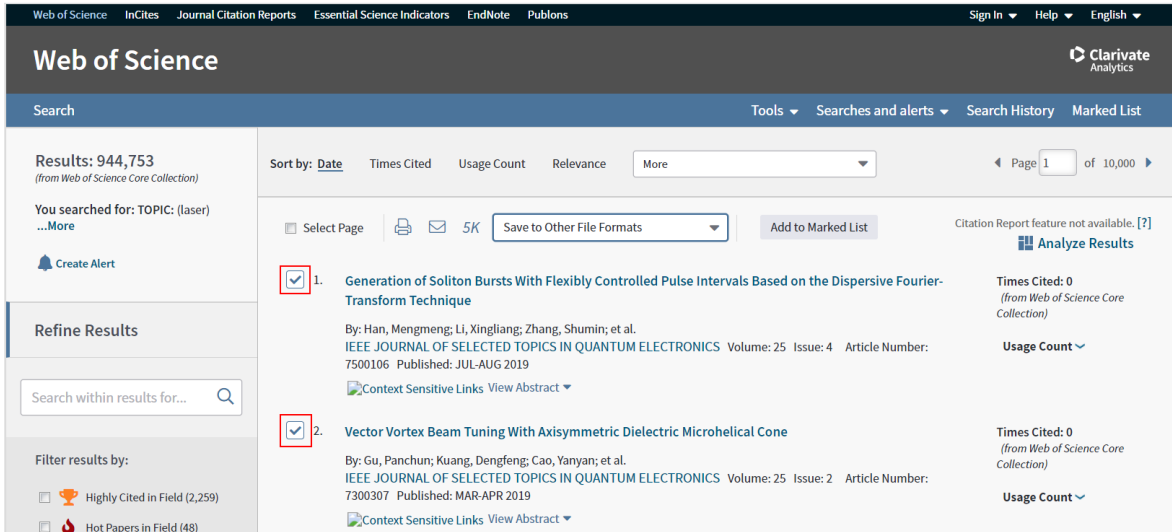 Web of Science InCites Journal Citation Reports Essential Science Indicators EndNote Publons Sign In Help English
Web of Science
Clarivate
Analytics
Search Tools Searches and alerts Search History Marked List
Results: 944,753
(from Web of Science Core Collection)
You searched for: TOPIC: (laser)
...More
Create Alert
Refine Results
Search within results for...
Filter results by:
Highly Cited in Field (2,259)
Hot Papers in Field (48)
Sort by: Date Times Cited Usage Count Relevance More Page 1 of 10,000
Select Page 5K Save to Other File Formats Add to Marked List
Citation Report feature not available. [?]
Analyze Results
1. Generation of Soliton Bursts With Flexibly Controlled Pulse Intervals Based on the Dispersive Fourier-
Transform Technique
By: Han, Mengmeng; Li, Xingliang; Zhang, Shumin; et al.
IEEE JOURNAL OF SELECTED TOPICS IN QUANTUM ELECTRONICS Volume: 25 Issue: 4 Article Number:
7500106 Published: JUL-AUG 2019
Context Sensitive Links View Abstract
Times Cited: 0
(from Web of Science Core
Collection)
Usage Count
2. Vector Vortex Beam Tuning With Axisymmetric Dielectric Microhelical Cone
By: Gu, Panchun; Kuang, Dengfeng; Cao, Yanyan; et al.
IEEE JOURNAL OF SELECTED TOPICS IN QUANTUM ELECTRONICS Volume: 25 Issue: 2 Article Number:
7300307 Published: MAR-APR 2019
Context Sensitive Links View Abstract
Times Cited: 0
(from Web of Science Core
Collection)
Usage Count